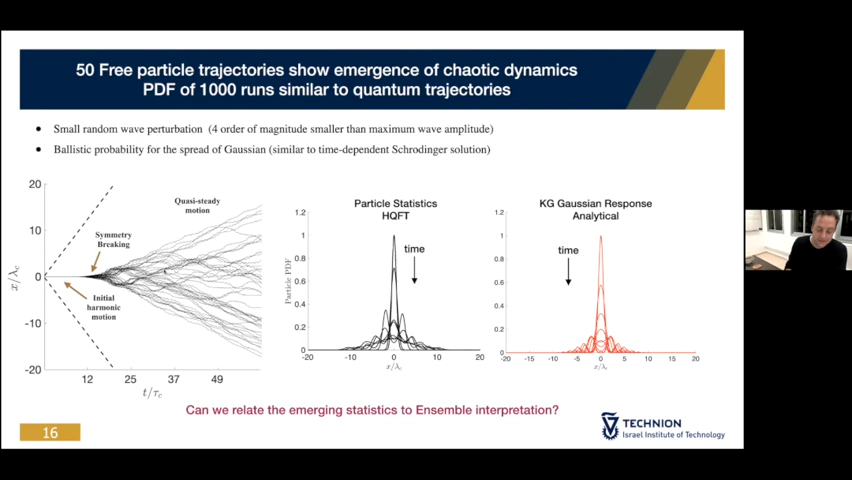 50 Free particle trajectories show emergence of chaotic dynamics
PDF of 1000 runs similar to quantum trajectories
• Small random wave perturbation (4 order of magnitude smaller than maximum wave amplitude)
• Ballistic probability for the spread of Gaussian (similar to time-dependent Schrodinger solution)
20
10
0
-10
-20
x/λc
12
25
37
49
t/τc
Quasi-steady
motion
Symmetry
Breaking
Initial
harmonic
motion
Particle Statistics
HQFT
1.2
1
0.8
0.6
0.4
0.2
0
Particle PDF
time
-20
-10
0
10
20
x/λc
KG Gaussian Response
Analytical
1.2
1
0.8
0.6
0.4
0.2
0
time
-20
-15
-10
-5
0
5
10
15
20
x/λc
Can we relate the emerging statistics to Ensemble interpretation?
16
TECHNION
Israel Institute of Technology